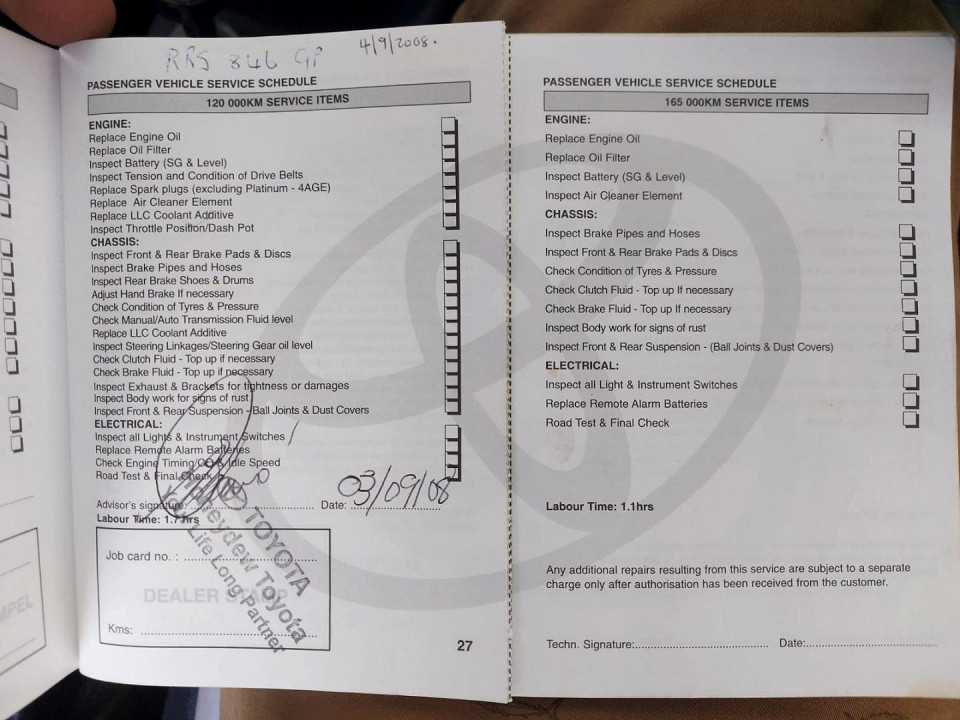 RRS 846 GP 4/9/2008.
PASSENGER VEHICLE SERVICE SCHEDULE
120 000KM SERVICE ITEMS
ENGINE:
Replace Engine Oil
Replace Oil Filter
Inspect Battery (SG & Level)
Inspect Tension and Condition of Drive Belts
Replace Spark plugs (excluding Platinum - 4AGE)
Replace Air Cleaner Element
Replace LLC Coolant Additive
Inspect Throttle Position/Dash Pot
CHASSIS:
Inspect Front & Rear Brake Pads & Discs
Inspect Brake Pipes and Hoses
Inspect Rear Brake Shoes & Drums
Adjust Hand Brake If necessary
Check Condition of Tyres & Pressure
Check Manual/Auto Transmission Fluid level
Replace LLC Coolant Additive
Inspect Steering Linkages/Steering Gear oil level
Check Clutch Fluid - Top up if necessary
Check Brake Fluid - Top up if necessary
Inspect Exhaust & Brackets for tightness or damages
Inspect Body work for signs of rust
Inspect Front & Rear Suspension - Ball Joints & Dust Covers
ELECTRICAL:
Inspect all Lights & Instrument Switches
Replace Remote Alarm Batteries
Check Engine Timing/CO & Idle Speed
Road Test & Final Check
Advisor's signature: Date: 03/09/08
Labour Time: 1.7 hrs
Job card no. :
DEALER STAMP
Kms:
TOYOTA
Honeydew Toyota
Your Life Long Partner
27
PASSENGER VEHICLE SERVICE SCHEDULE
165 000KM SERVICE ITEMS
ENGINE:
Replace Engine Oil
Replace Oil Filter
Inspect Battery (SG & Level)
Inspect Air Cleaner Element
CHASSIS:
Inspect Brake Pipes and Hoses
Inspect Front & Rear Brake Pads & Discs
Check Condition of Tyres & Pressure
Check Clutch Fluid - Top up If necessary
Check Brake Fluid - Top up If necessary
Inspect Body work for signs of rust
Inspect Front & Rear Suspension - (Ball Joints & Dust Covers)
ELECTRICAL:
Inspect all Light & Instrument Switches
Replace Remote Alarm Batteries
Road Test & Final Check
Labour Time: 1.1hrs
Any additional repairs resulting from this service are subject to a separate
charge only after authorisation has been received from the customer.
Techn. Signature: Date: